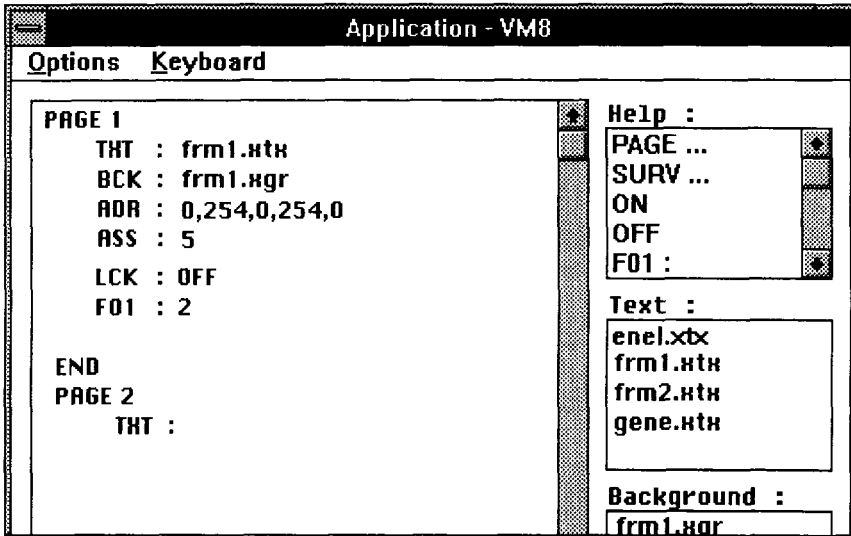 Application - VM8
Options Keyboard
PAGE 1
TXT : frm1.xtx
BCK : frm1.xgr
ADR : 0,254,0,254,0
ASS : 5
LCK : OFF
F01 : 2
END
PAGE 2
TXT :
Help :
PAGE ...
SURV ...
ON
OFF
F01 :
Text :
enel.xtx
frm1.xtx
frm2.xtx
gene.xtx
Background :
frm1.xgr